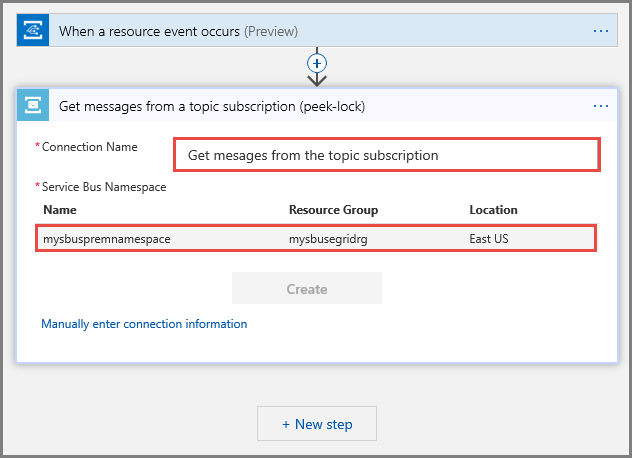 When a resource event occurs (Preview)
Get messages from a topic subscription (peek-lock)
* Connection Name
Get mesages from the topic subscription
* Service Bus Namespace
Name Resource Group Location
mysbuspremnamespace mysbusegridrg East US
Create
Manually enter connection information
+ New step